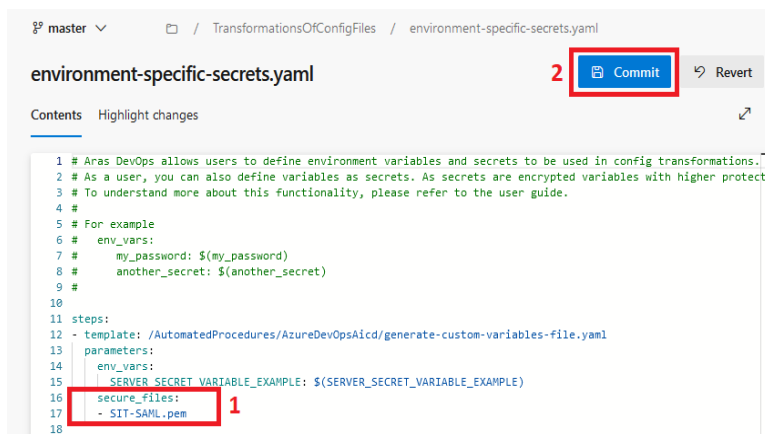 master
/ TransformationsOfConfigFiles / environment-specific-secrets.yaml
environment-specific-secrets.yaml
2
Commit
Revert
Contents Highlight changes
1 # Aras DevOps allows users to define environment variables and secrets to be used in config transformations.
2 # As a user, you can also define variables as secrets. As secrets are encrypted variables with higher protect
3 # To understand more about this functionality, please refer to the user guide.
4 #
5 # For example
6 # env_vars:
7 # my_password: $(my_password)
8 # another_secret: $(another_secret)
9 #
10
11 steps:
12 - template: /AutomatedProcedures/AzureDevOpsAicd/generate-custom-variables-file.yaml
13 parameters:
14 env_vars:
15 SERVER_SECRET_VARIABLE_EXAMPLE: $(SERVER_SECRET_VARIABLE_EXAMPLE)
16 secure_files:
17 - SIT-SAML.pem
1
18